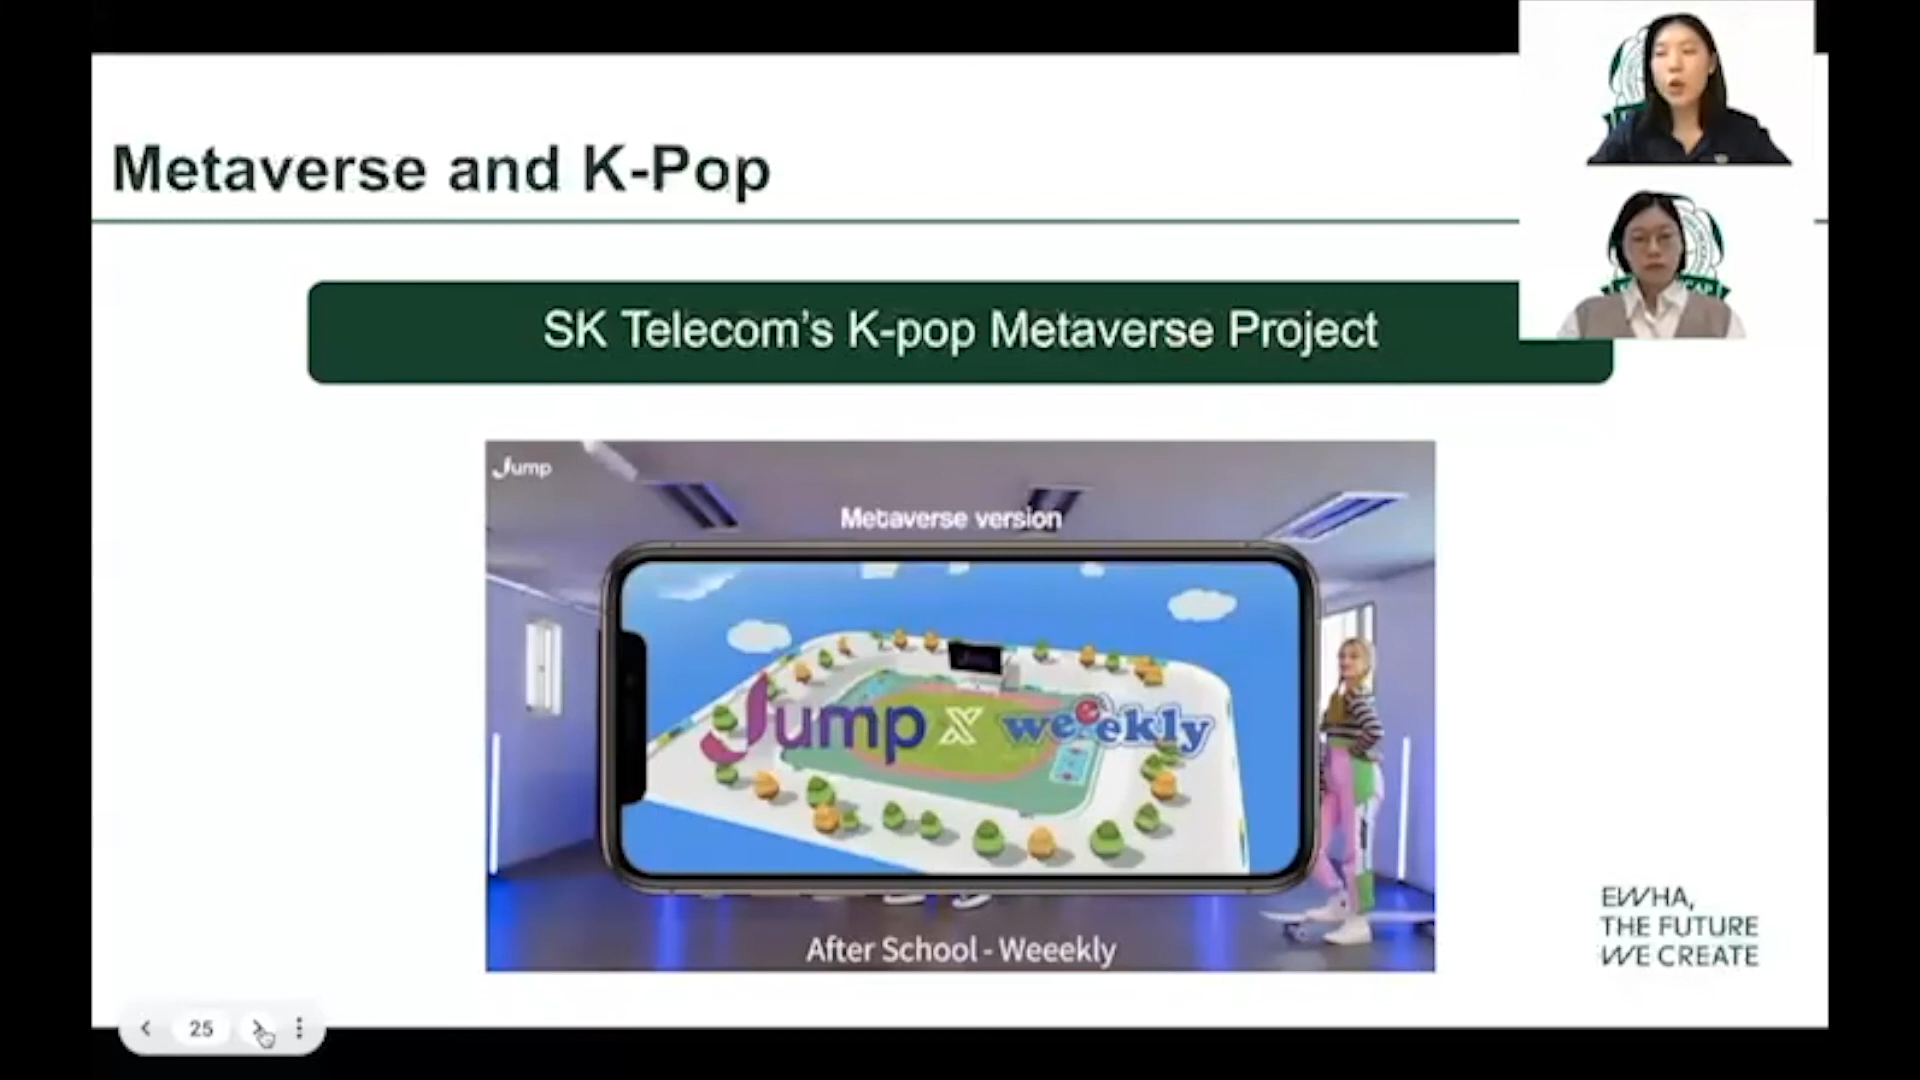 Metaverse and K-Pop
SK Telecom's K-pop Metaverse Project
Jump
Metaverse version
Jump X weeekly
After School - Weeekly
EWHA,
THE FUTURE
WE CREATE
25